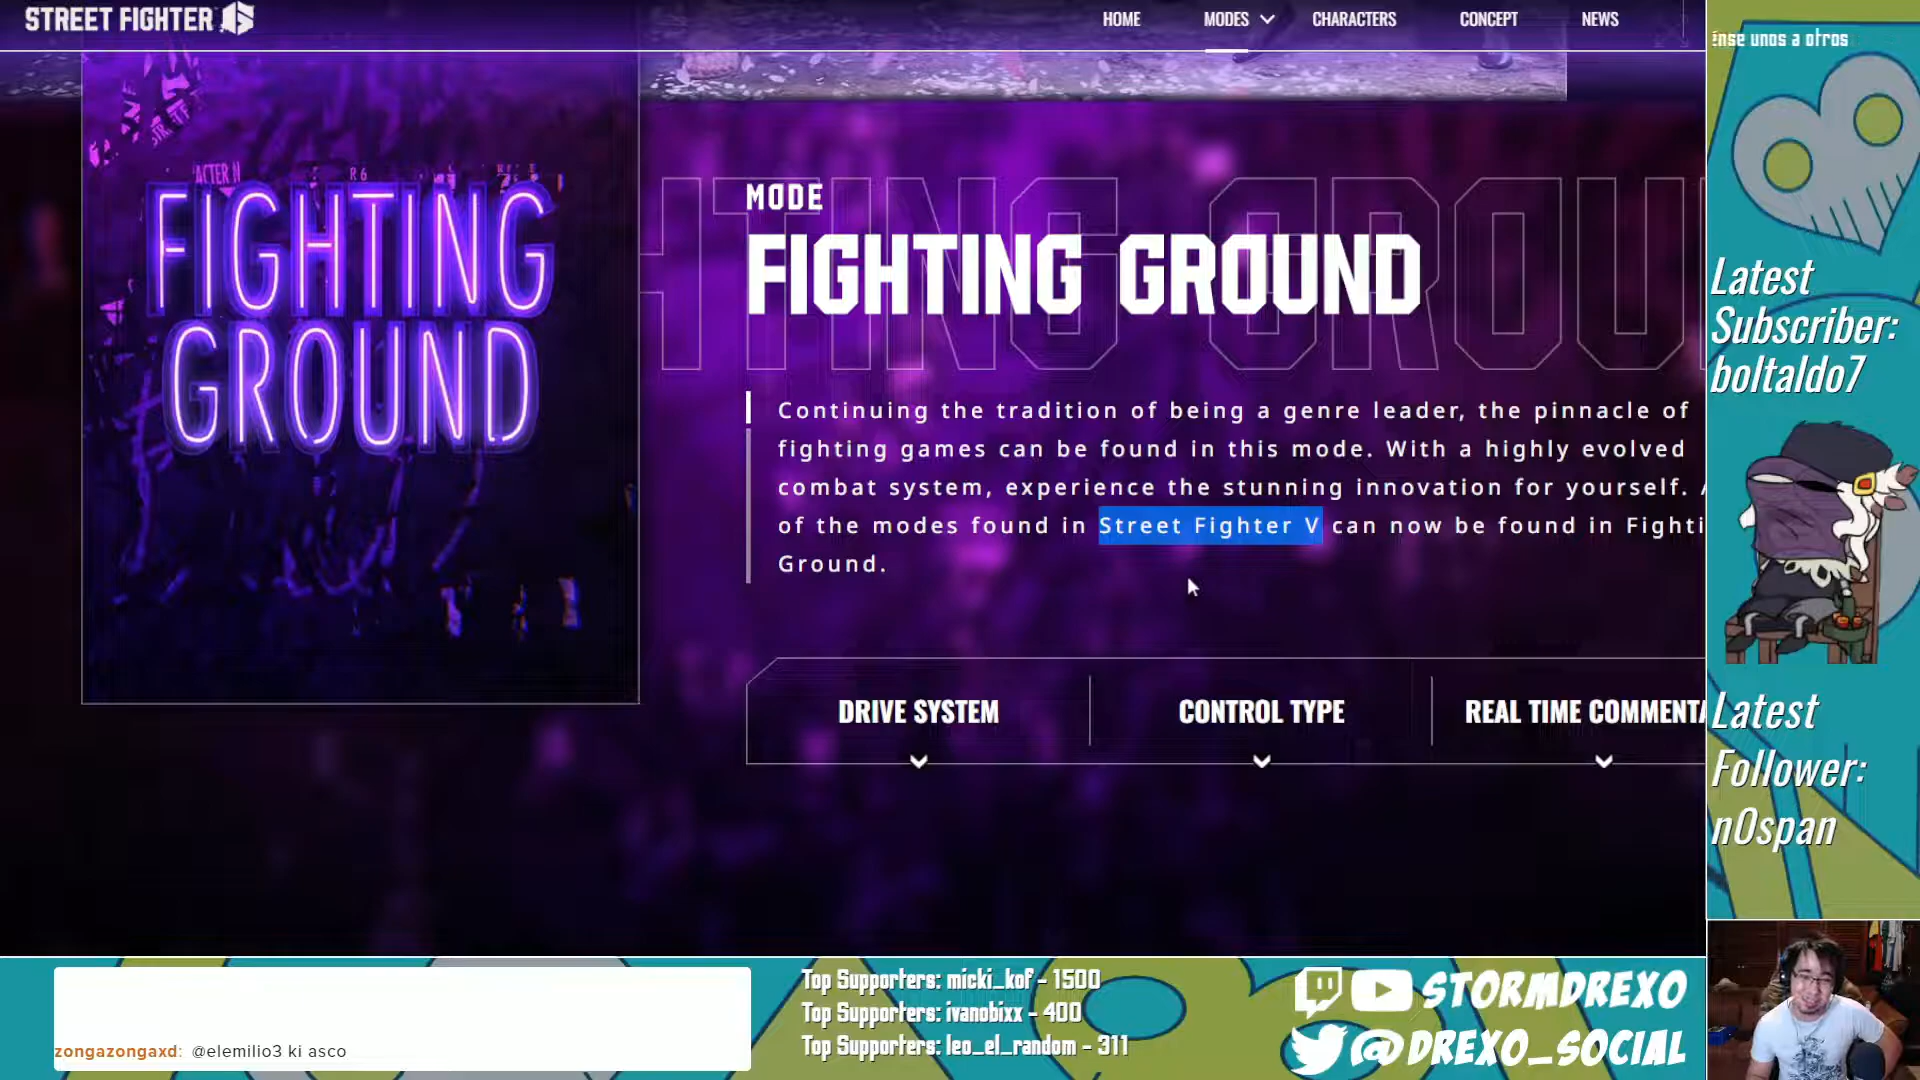 STREET FIGHTER 6
HOME
MODES
CHARACTERS
CONCEPT
NEWS
FIGHTING
GROUND
MODE
FIGHTING GROUND
Continuing the tradition of being a genre leader, the pinnacle of
fighting games can be found in this mode. With a highly evolved
combat system, experience the stunning innovation for yourself.
of the modes found in Street Fighter V can now be found in Fighti
Ground.
DRIVE SYSTEM
CONTROL TYPE
REAL TIME COMMENTA
énse unos a otros
Latest
Subscriber:
boltaldo7
Latest
Follower:
n0span
zongazongaxd: @elemilio3 ki asco
Top Supporters: micki_kof - 1500
Top Supporters: ivanobixx - 400
Top Supporters: leo_el_random - 311
STORMDREXO
@DREXO_SOCIAL